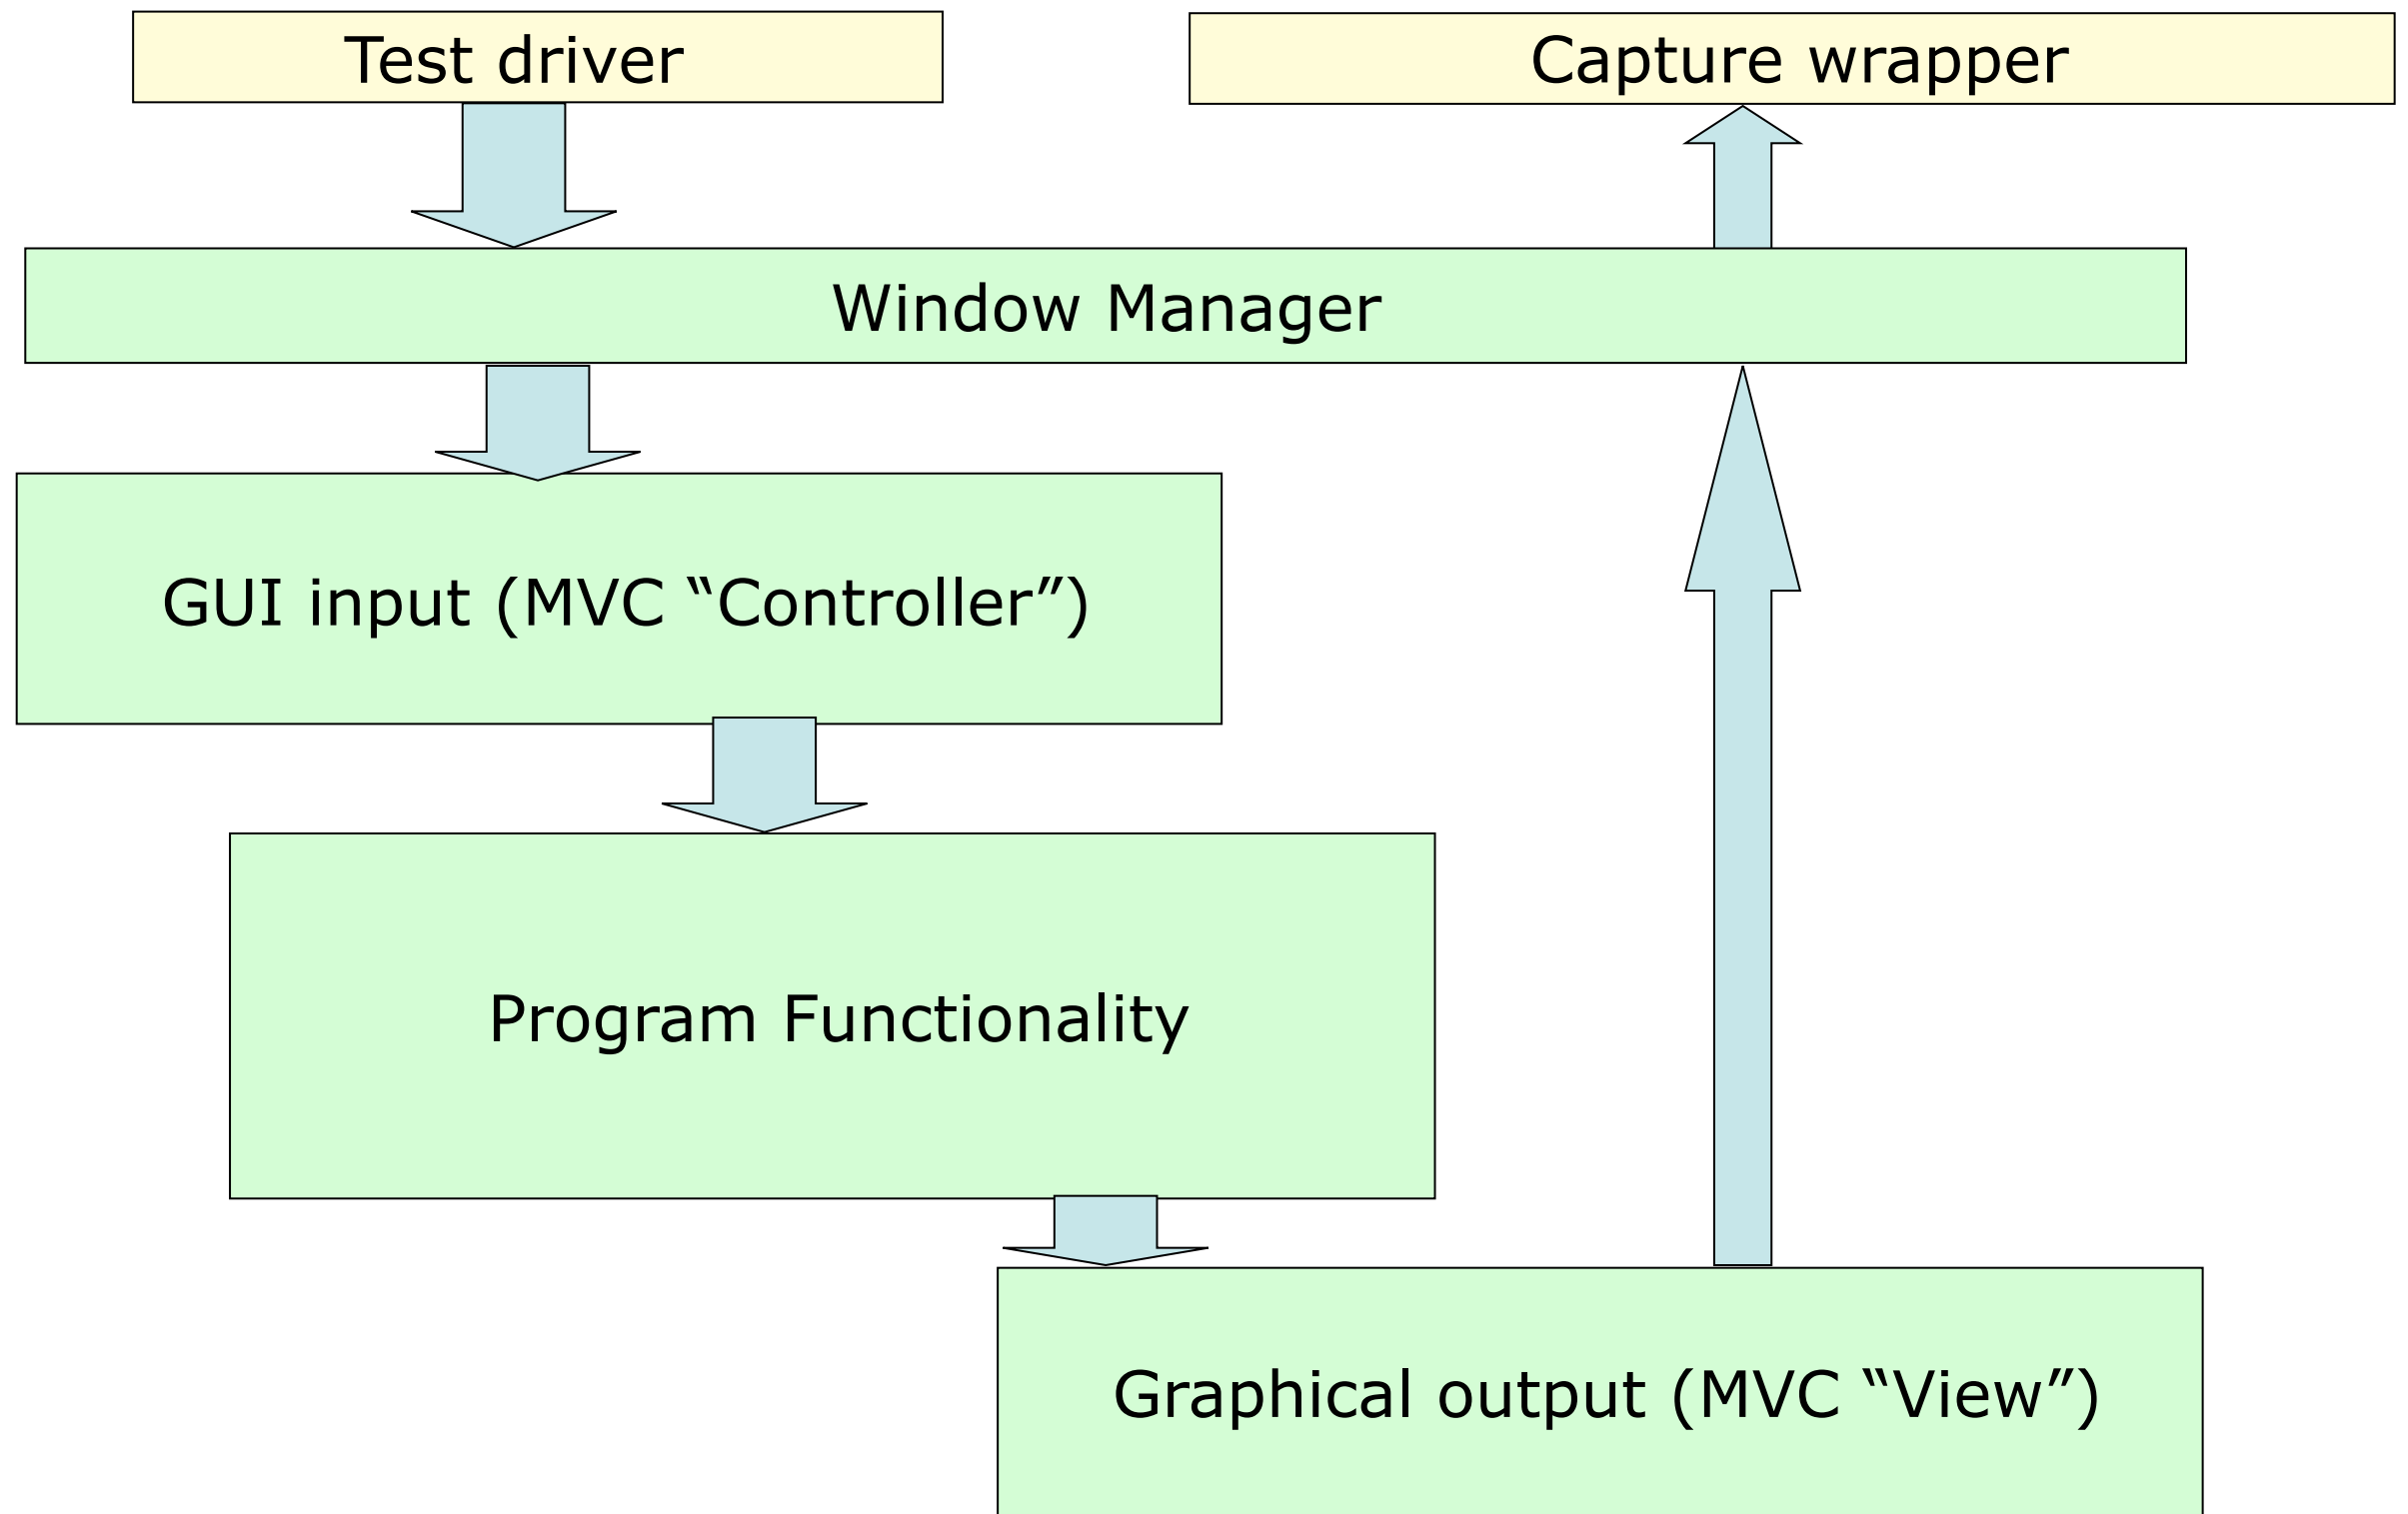 Test driver
Capture wrapper
Window Manager
GUI input (MVC “Controller”)
Program Functionality
Graphical output (MVC “View”)